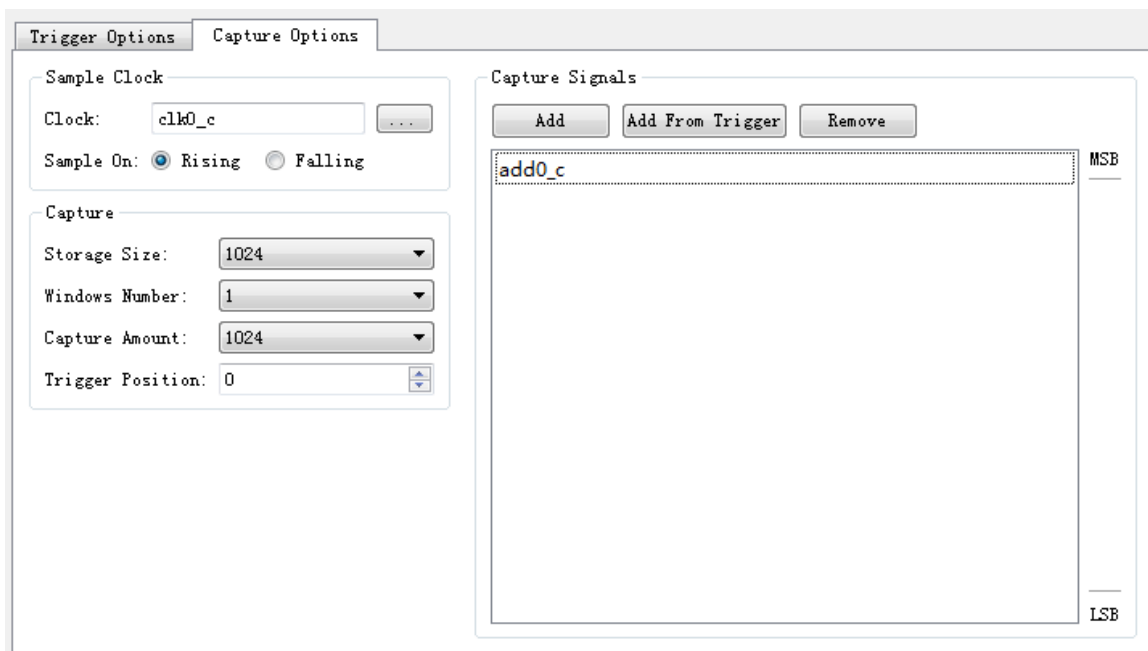 Trigger Options
Capture Options
Sample Clock
Clock: clk0_c ...
Sample On: Rising Falling
Capture
Storage Size: 1024
Windows Number: 1
Capture Amount: 1024
Trigger Position: 0
Capture Signals
Add Add From Trigger Remove
add0_c
MSB
LSB